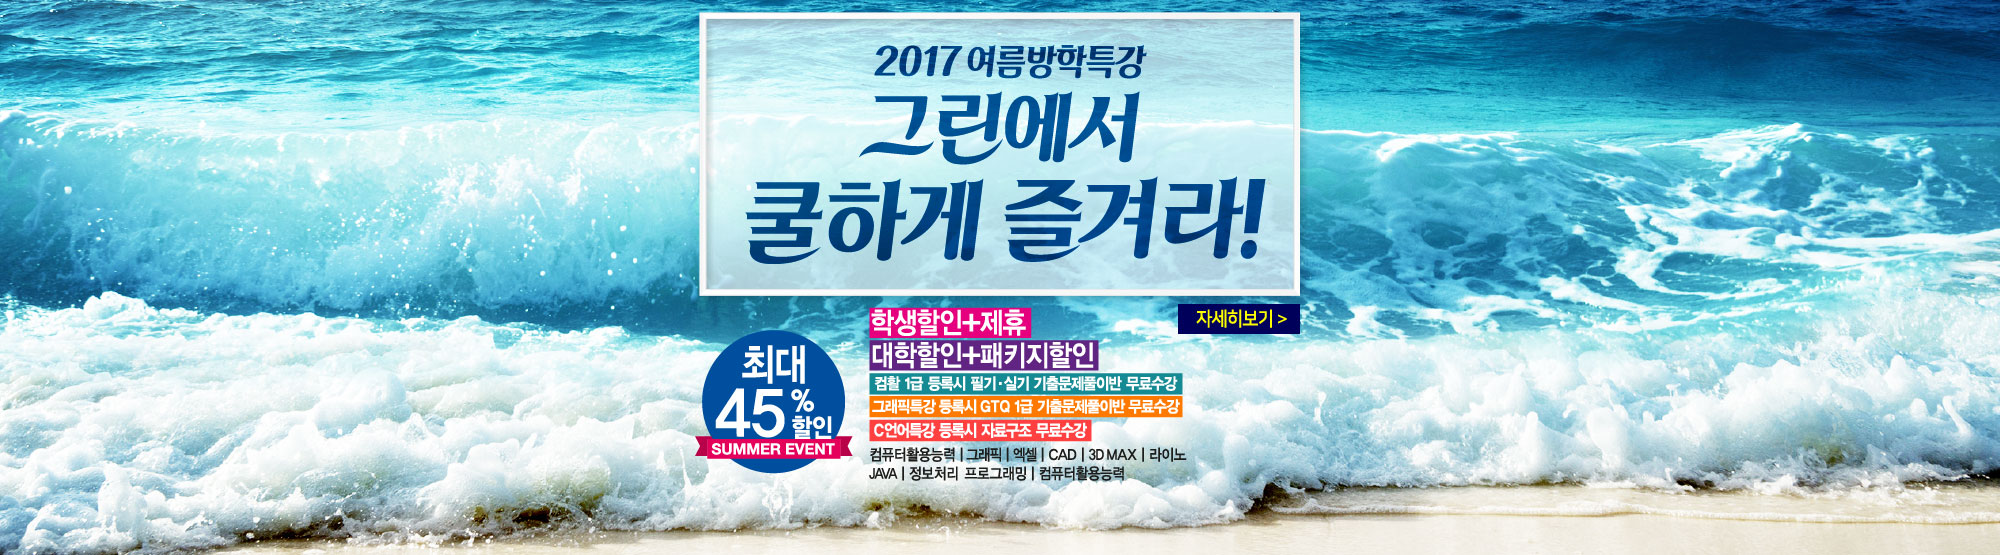 2017 여름방학특강
그린에서
쿨하게 즐겨라!
자세히보기 >
최대
45% 할인
SUMMER EVENT
학생할인+제휴
대학할인+패키지할인
컴활 1급 등록시 필기·실기 기출문제풀이반 무료수강
그래픽특강 등록시 GTQ 1급 기출문제풀이반 무료수강
C언어특강 등록시 자료구조 무료수강
컴퓨터활용능력 | 그래픽 | 엑셀 | CAD | 3D MAX | 라이노
JAVA | 정보처리 프로그래밍 | 컴퓨터활용능력